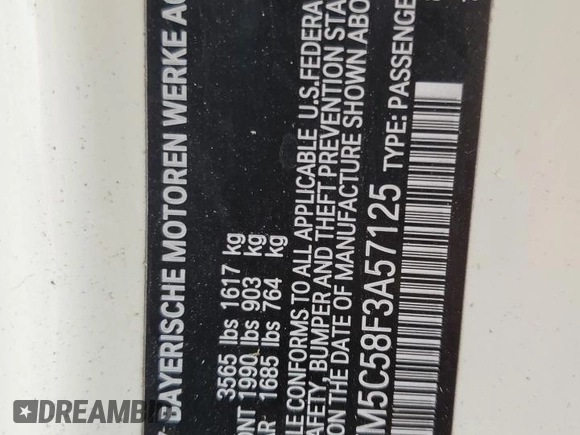 BAYERISCHE MOTOREN WERKE AG
3565 lbs 1617 kg
ONT 1990 lbs 903 kg
AR 1685 lbs 764 kg
LE CONFORMS TO ALL APPLICABLE U.S.FEDERA
AFETY, BUMPER AND THEFT PREVENTION STA
ON THE DATE OF MANUFACTURE SHOWN ABO
M5C58F3A57125 TYPE: PASSENGE
DREAMBID